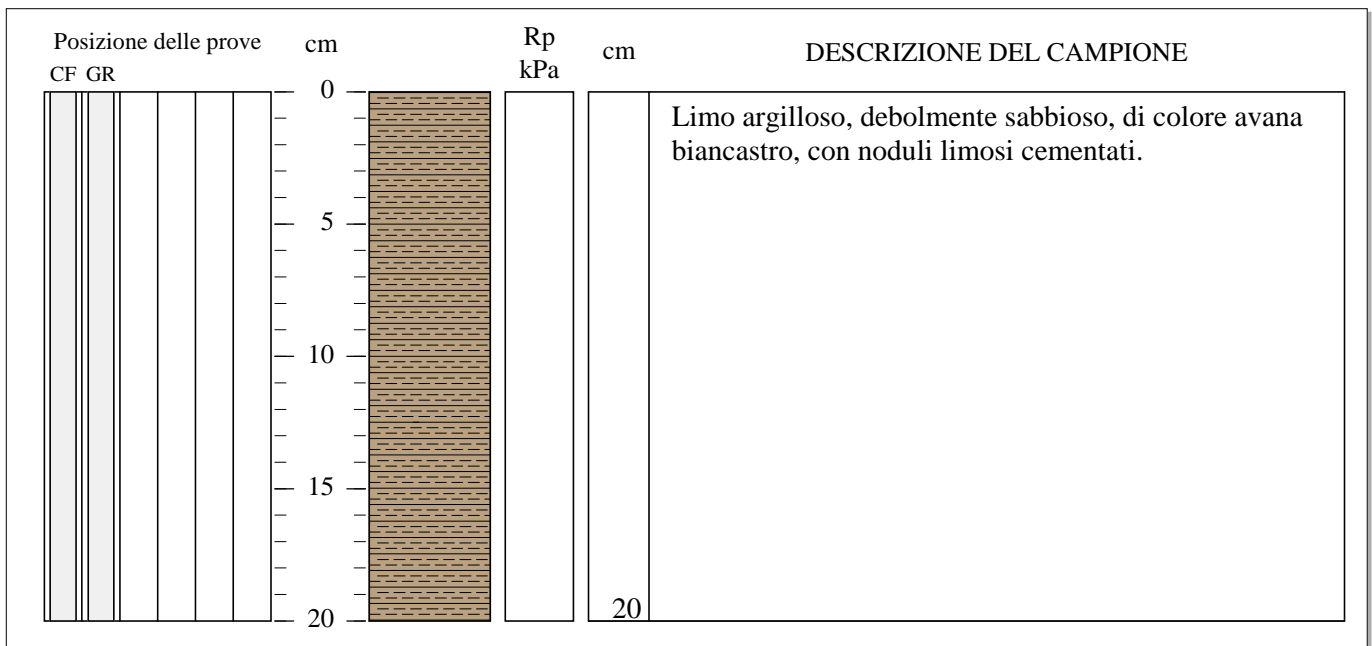 Posizione delle prove
CF GR
cm
Rp
kPa
cm
DESCRIZIONE DEL CAMPIONE
0
5
10
15
20
20
Limo argilloso, debolmente sabbioso, di colore avana
biancastro, con noduli limosi cementati.